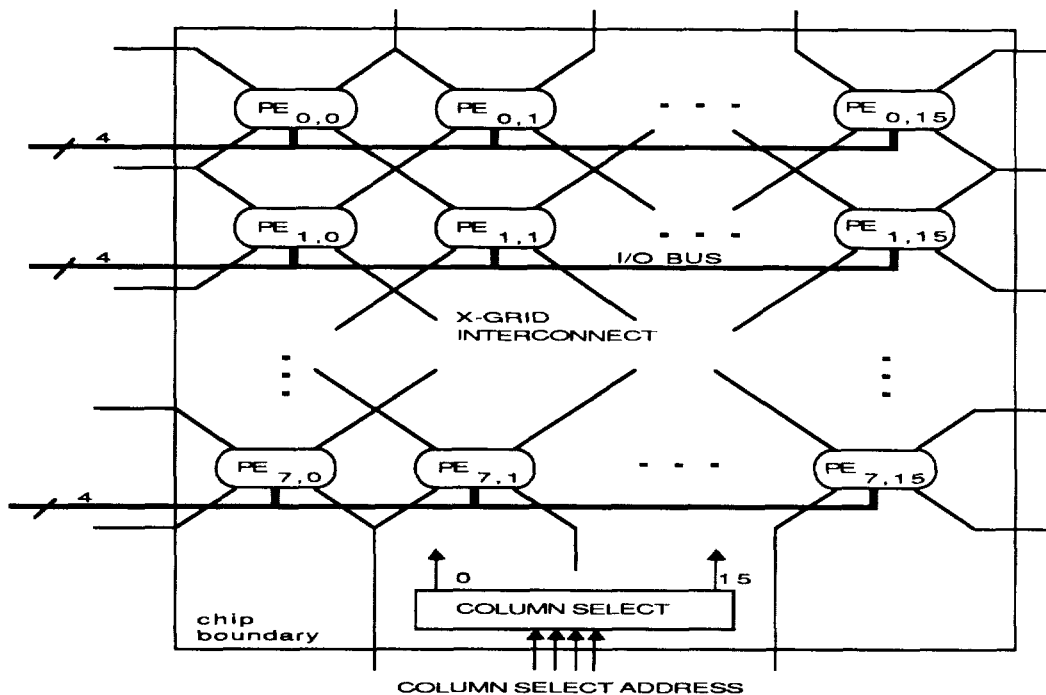 PE 0,0
PE 0,1
PE 0,15
4
PE 1,0
PE 1,1
PE 1,15
4
I/O BUS
X-GRID
INTERCONNECT
PE 7,0
PE 7,1
PE 7,15
4
0
15
COLUMN SELECT
chip
boundary
COLUMN SELECT ADDRESS